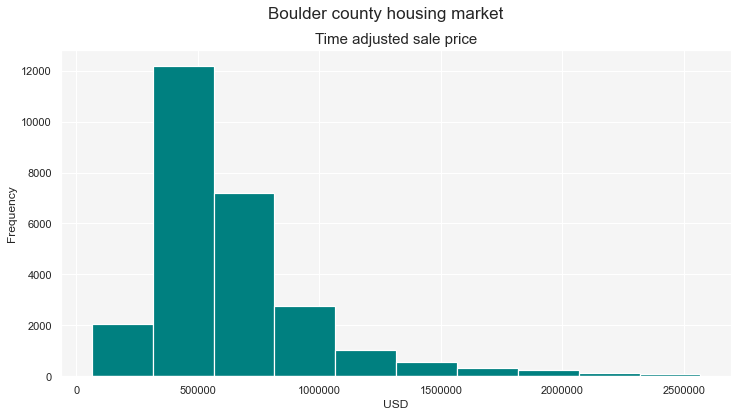 Boulder county housing market
Time adjusted sale price
12000
10000
8000
6000
4000
2000
0
Frequency
0 500000 1000000 1500000 2000000 2500000
USD